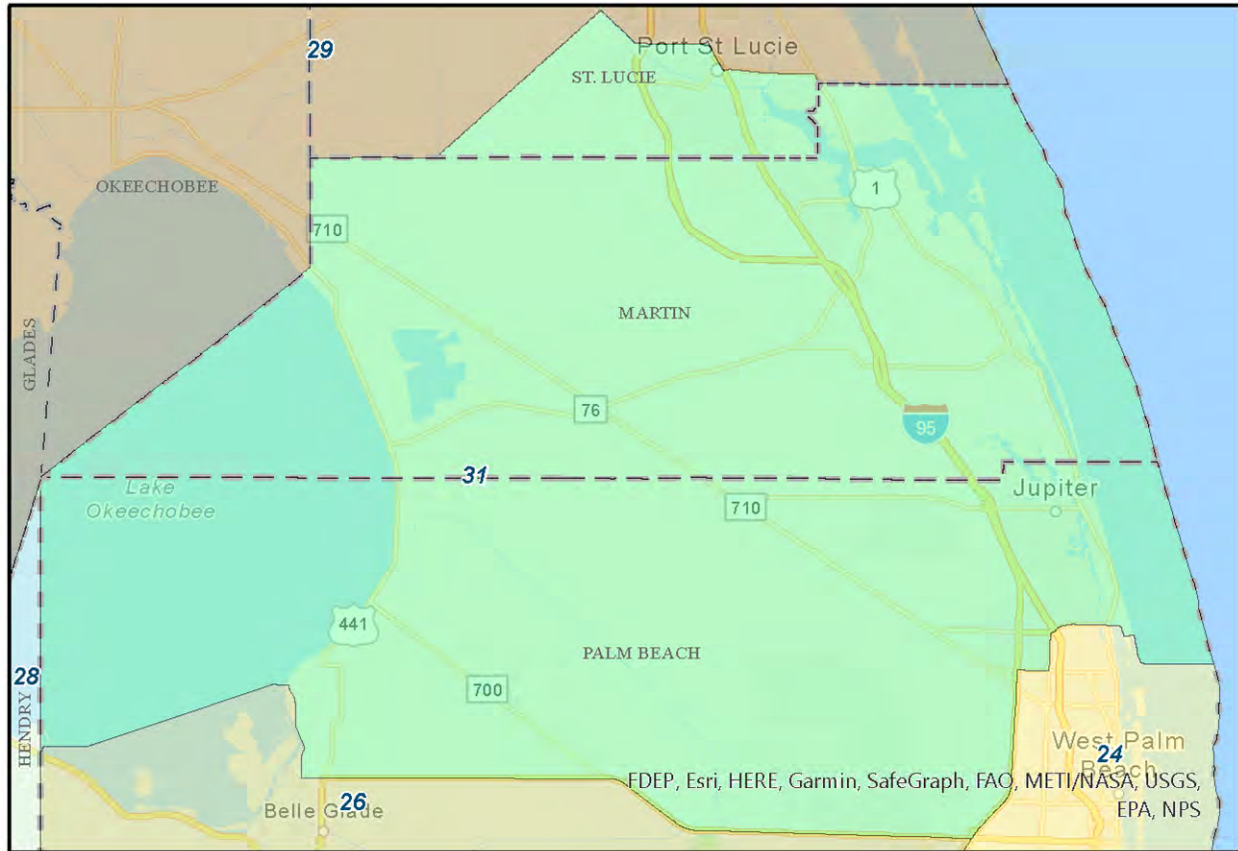 29
Port St Lucie
ST. LUCIE
OKEECHOBEE
1
710
MARTIN
GLADES
76
95
31
Lake
Okeechobee
Jupiter
710
441
PALM BEACH
28
HENDRY
700
West Palm
Beach
24
FDEP, Esri, HERE, Garmin, SafeGraph, FAO, METI/NASA, USGS,
EPA, NPS
26
Belle Glade